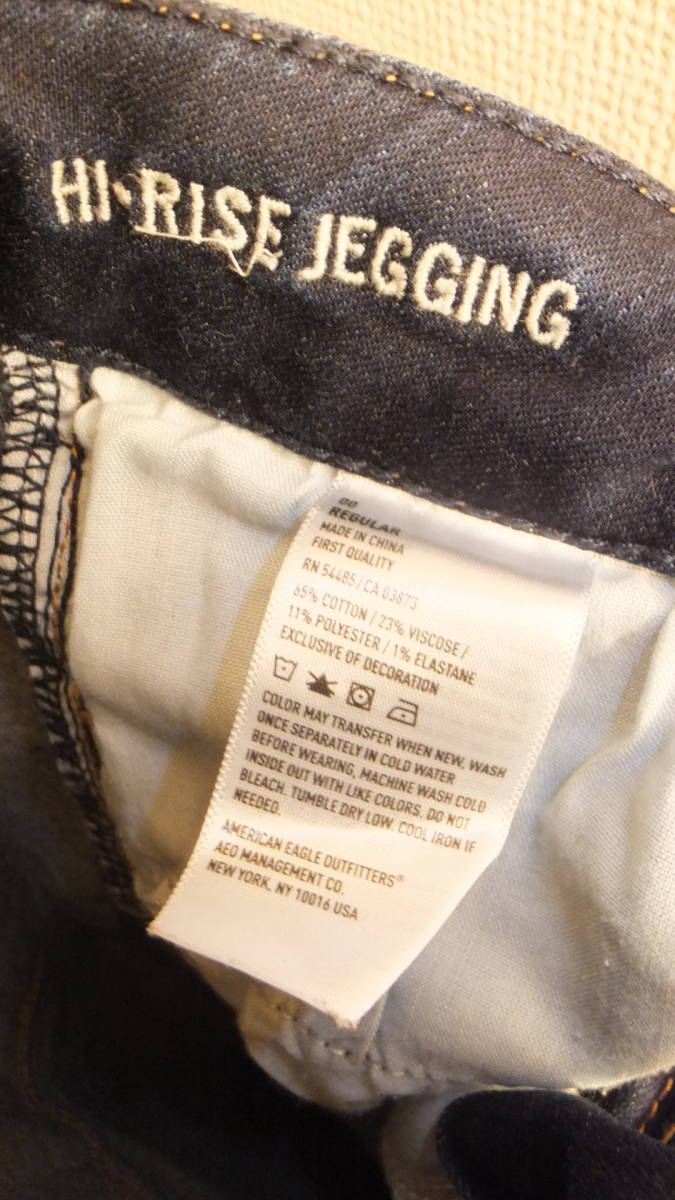 HI·RISE JEGGING
00
REGULAR
MADE IN CHINA
FIRST QUALITY
RN 54485/CA 03873
65% COTTON / 23% VISCOSE/
11% POLYESTER / 1% ELASTANE
EXCLUSIVE OF DECORATION
COLOR MAY TRANSFER WHEN NEW. WASH
ONCE SEPARATELY IN COLD WATER
BEFORE WEARING, MACHINE WASH COLD
INSIDE OUT WITH LIKE COLORS. DO NOT
BLEACH. TUMBLE DRY LOW. COOL IRON IF
NEEDED.
AMERICAN EAGLE OUTFITTERS®
AEO MANAGEMENT CO.
NEW YORK, NY 10016 USA